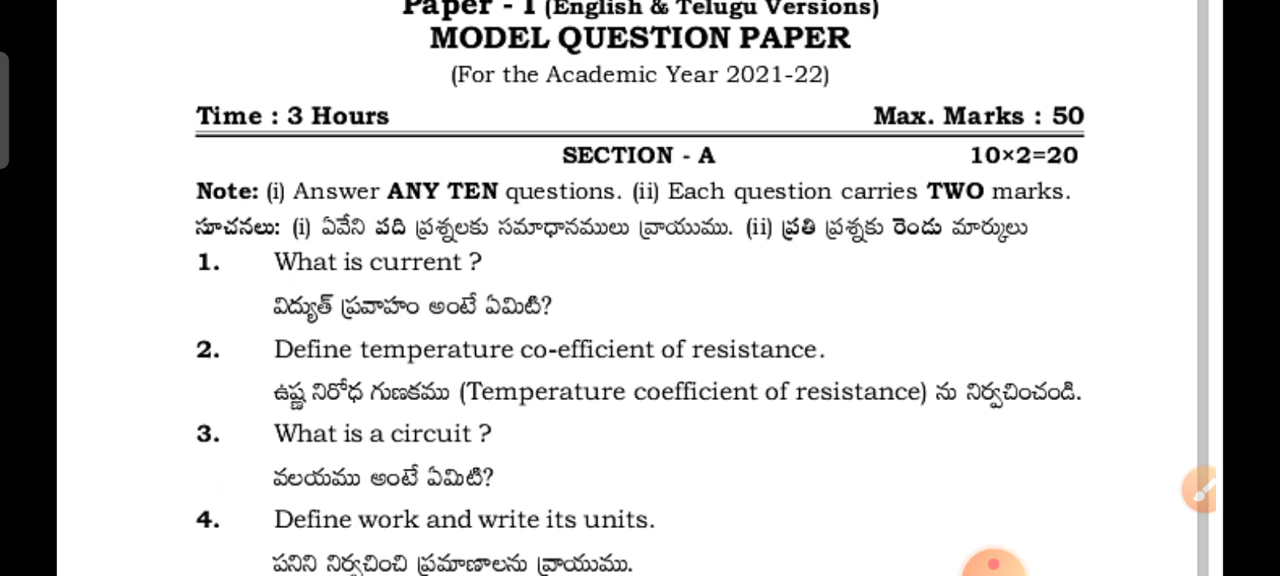 Paper - I (English & Telugu Versions)
MODEL QUESTION PAPER
(For the Academic Year 2021-22)
Time : 3 Hours Max. Marks : 50
SECTION - A 10×2=20
Note: (i) Answer ANY TEN questions. (ii) Each question carries TWO marks.
సూచనలు: (i) ఏవేని పది ప్రశ్నలకు సమాధానములు వ్రాయుము. (ii) ప్రతి ప్రశ్నకు రెండు మార్కులు
1. What is current ?
విద్యుత్ ప్రవాహం అంటే ఏమిటి?
2. Define temperature co-efficient of resistance.
ఉష్ణ నిరోధ గుణకము (Temperature coefficient of resistance) ను నిర్వచించండి.
3. What is a circuit ?
వలయము అంటే ఏమిటి?
4. Define work and write its units.
పనిని నిర్వచించి ప్రమాణాలను వ్రాయుము.